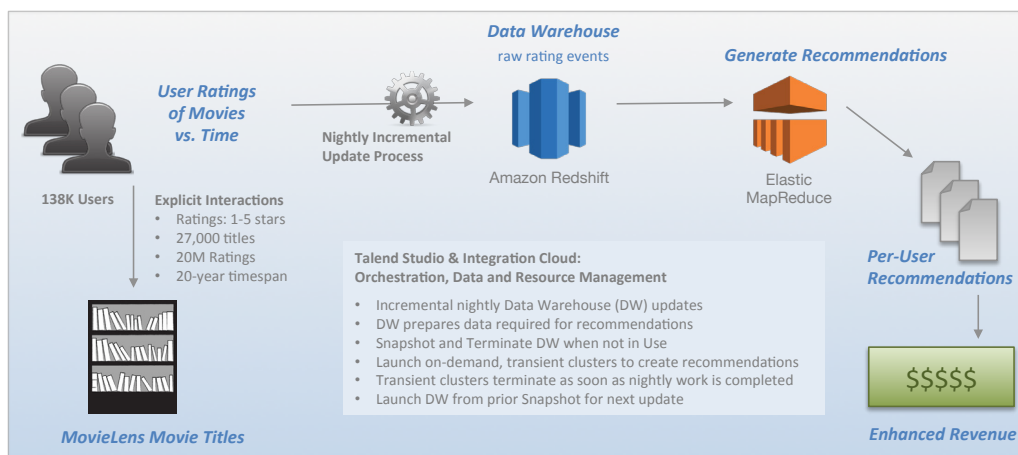 Data Warehouse
raw rating events
Generate Recommendations
User Ratings
of Movies
vs. Time
Nightly Incremental
Update Process
Amazon Redshift
Elastic
MapReduce
138K Users
Explicit Interactions
• Ratings: 1-5 stars
• 27,000 titles
• 20M Ratings
• 20-year timespan
Talend Studio & Integration Cloud:
Orchestration, Data and Resource Management
• Incremental nightly Data Warehouse (DW) updates
• DW prepares data required for recommendations
• Snapshot and Terminate DW when not in Use
• Launch on-demand, transient clusters to create recommendations
• Transient clusters terminate as soon as nightly work is completed
• Launch DW from prior Snapshot for next update
Per-User
Recommendations
$$$$$
MovieLens Movie Titles
Enhanced Revenue